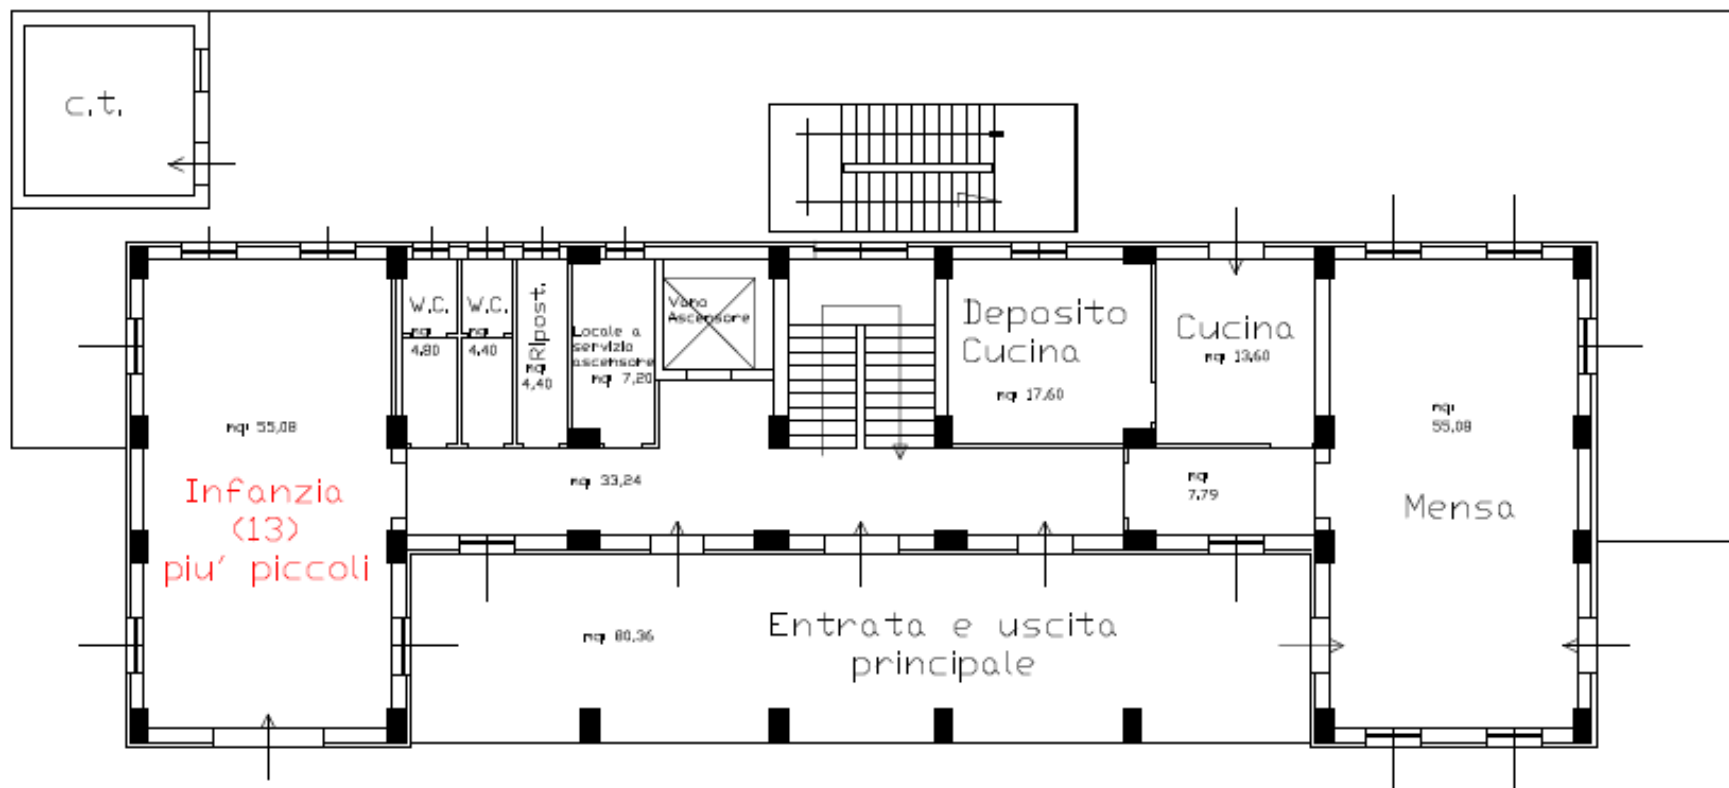 c.t.
W.C.
mq:
4,80
W.C.
mq:
4,40
Ripost.
mq:
4,40
Locale a
servizio
ascensore
mq: 7,20
Vano
Ascensore
Deposito
Cucina
mq: 17,60
Cucina
mq: 13,60
mq: 55,08
Infanzia
(13)
piu' piccoli
mq: 33,24
mq:
7,79
mq:
55,08
Mensa
mq: 80,36
Entrata e uscita
principale